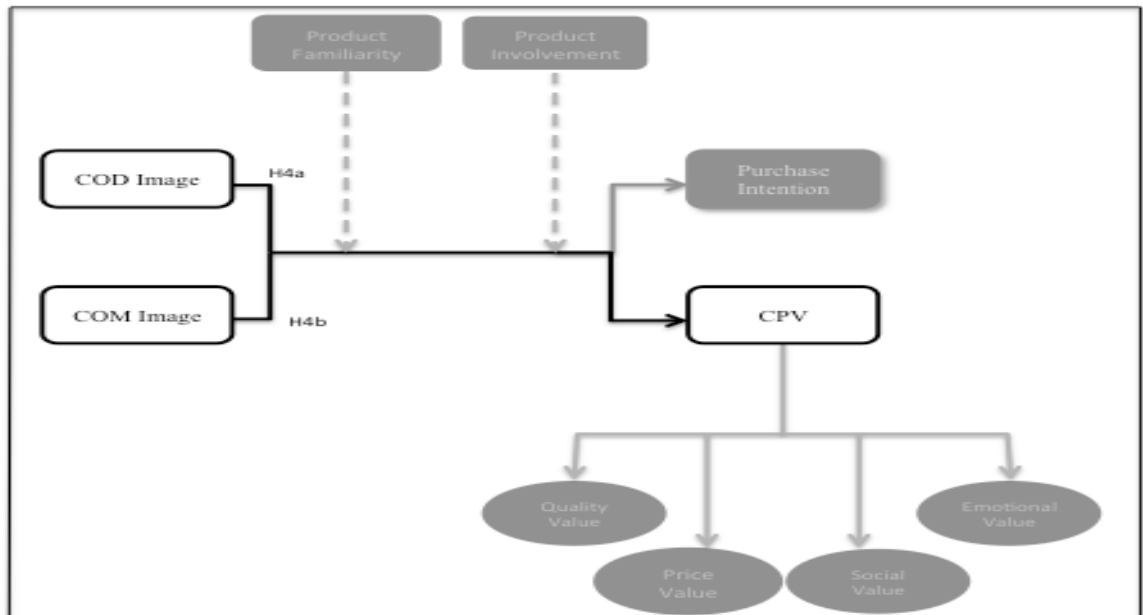 Product
Familiarity
Product
Involvement
COD Image
H4a
Purchase
Intention
COM Image
H4b
CPV
Quality
Value
Emotional
Value
Price
Value
Social
Value